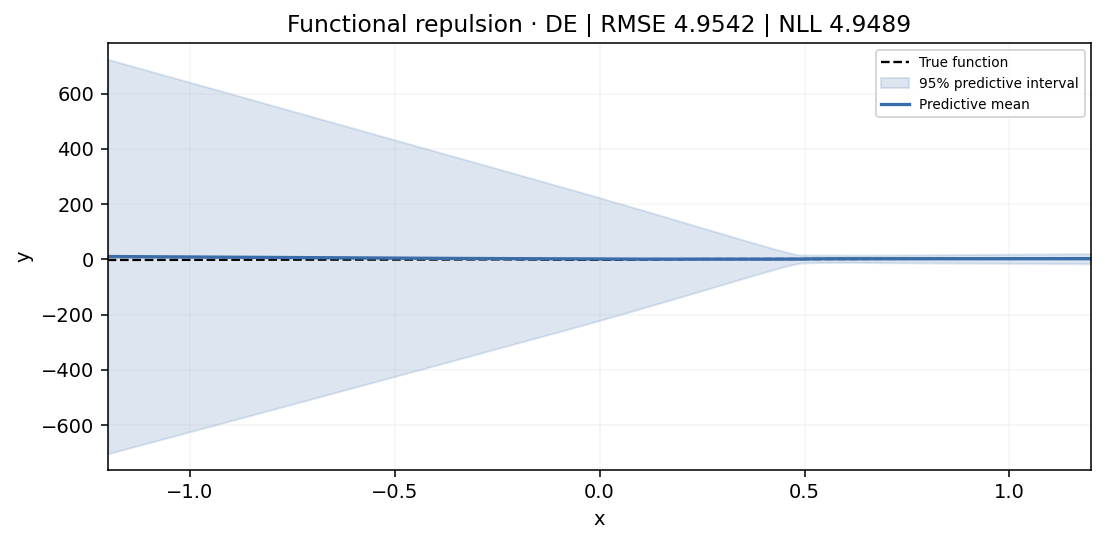 Functional repulsion · DE | RMSE 4.9542 | NLL 4.9489
True function
95% predictive interval
Predictive mean
600
400
200
0
−200
−400
−600
y
−1.0 −0.5 0.0 0.5 1.0
x